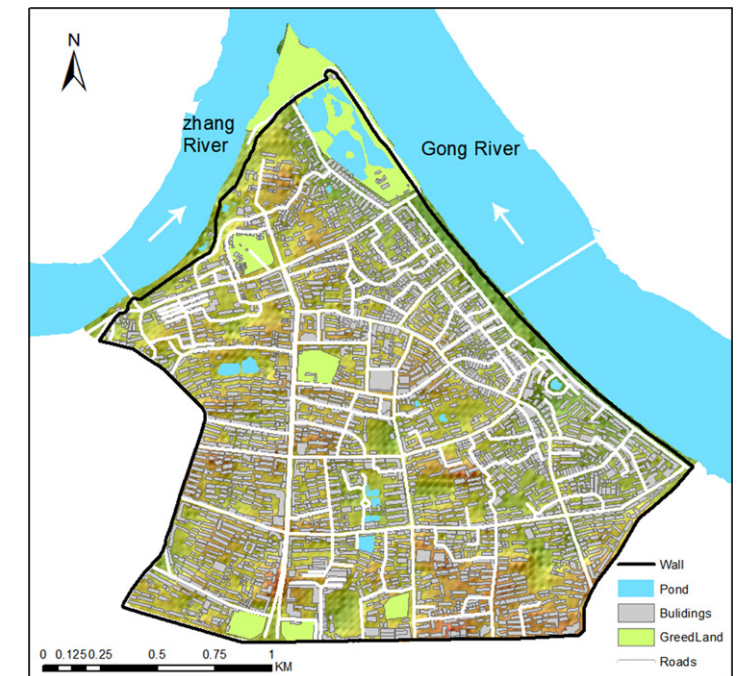 N
zhang
River
Gong River
Wall
Pond
Bulidings
GreedLand
Roads
0 0.125 0.25 0.5 0.75 1
KM